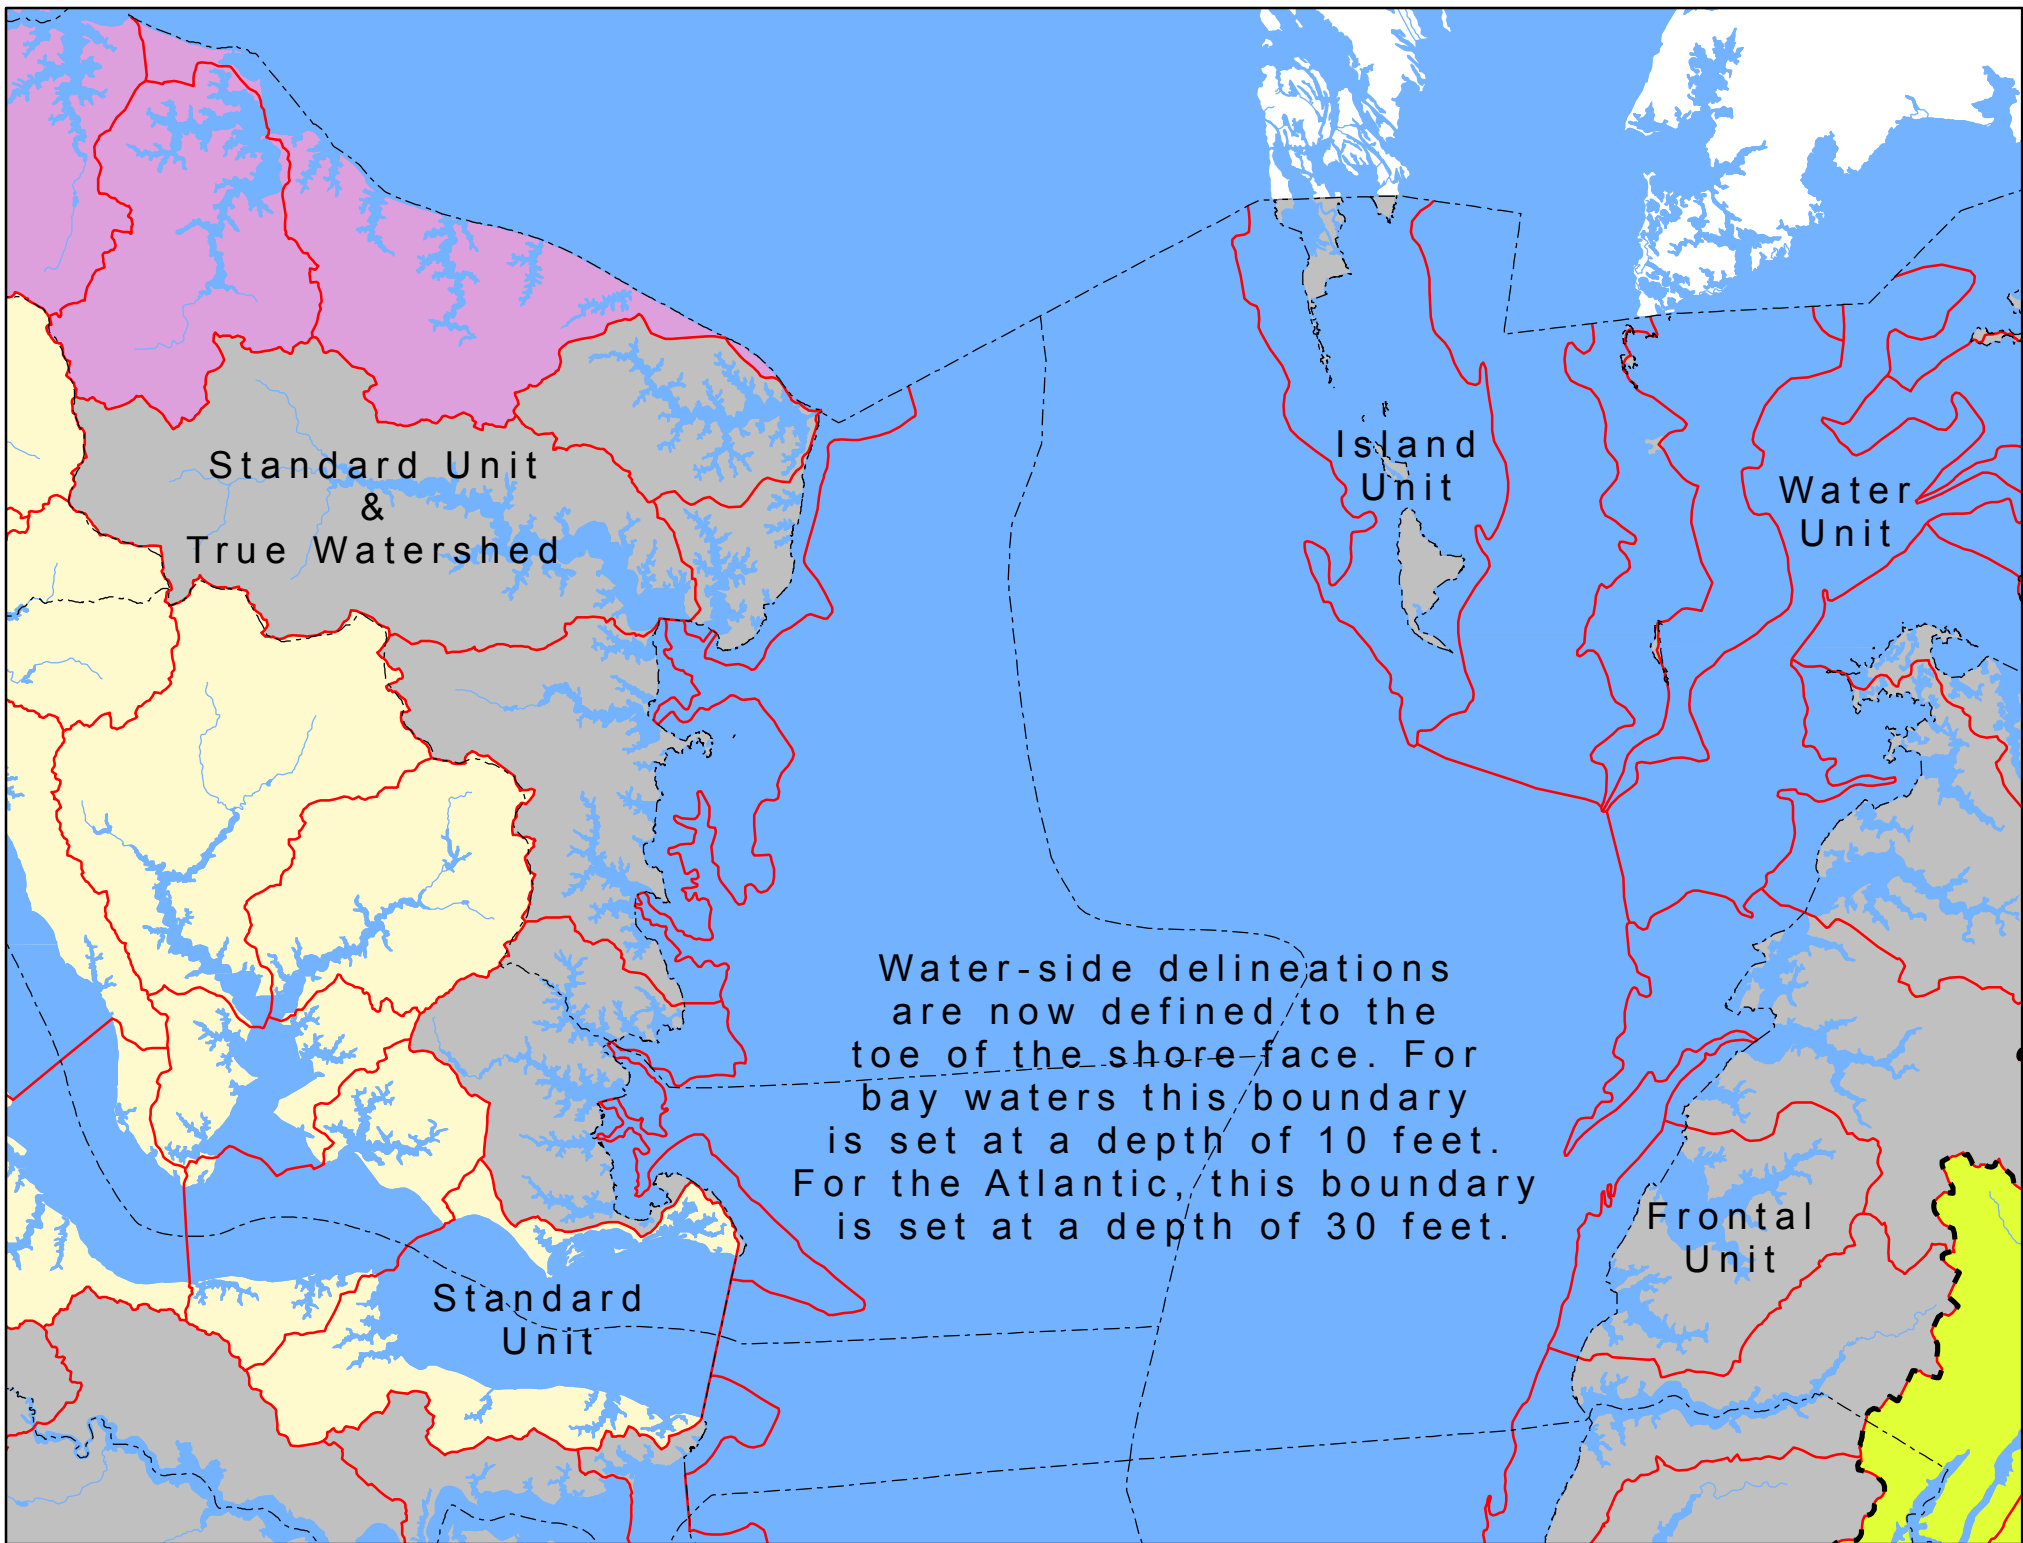 Standard Unit
&
True Watershed
Island
Unit
Water
Unit
Water-side delineations
are now defined to the
toe of the shore face. For
bay waters this boundary
is set at a depth of 10 feet.
For the Atlantic, this boundary
is set at a depth of 30 feet.
Frontal
Unit
Standard
Unit